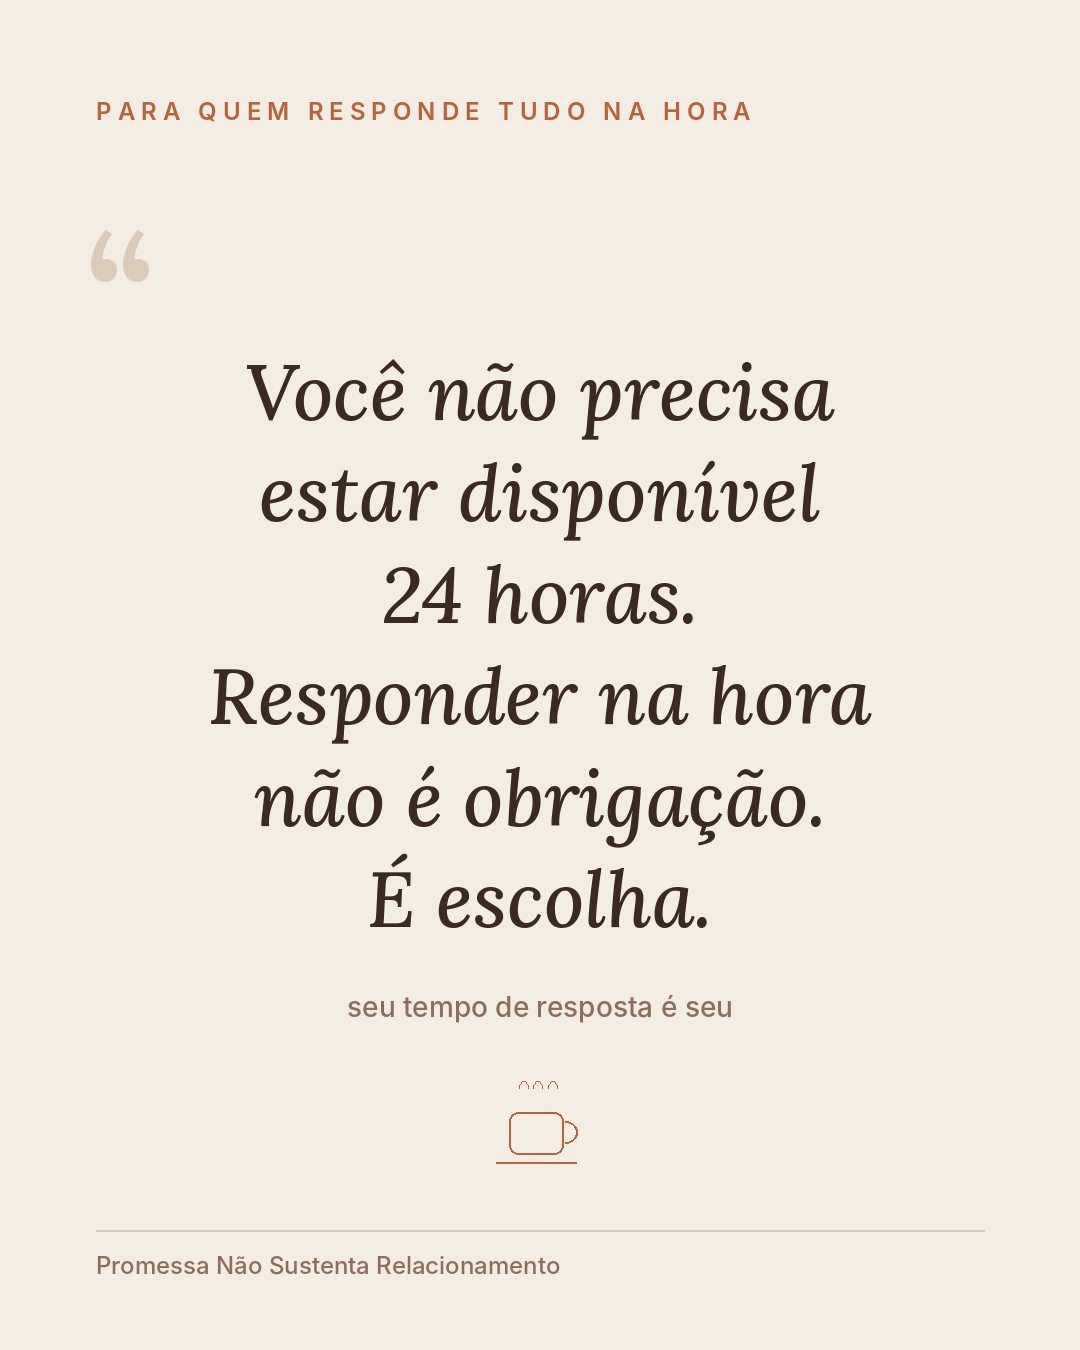 PARA QUEM RESPONDE TUDO NA HORA
“
Você não precisa
estar disponível
24 horas.
Responder na hora
não é obrigação.
É escolha.
seu tempo de resposta é seu
Promessa Não Sustenta Relacionamento